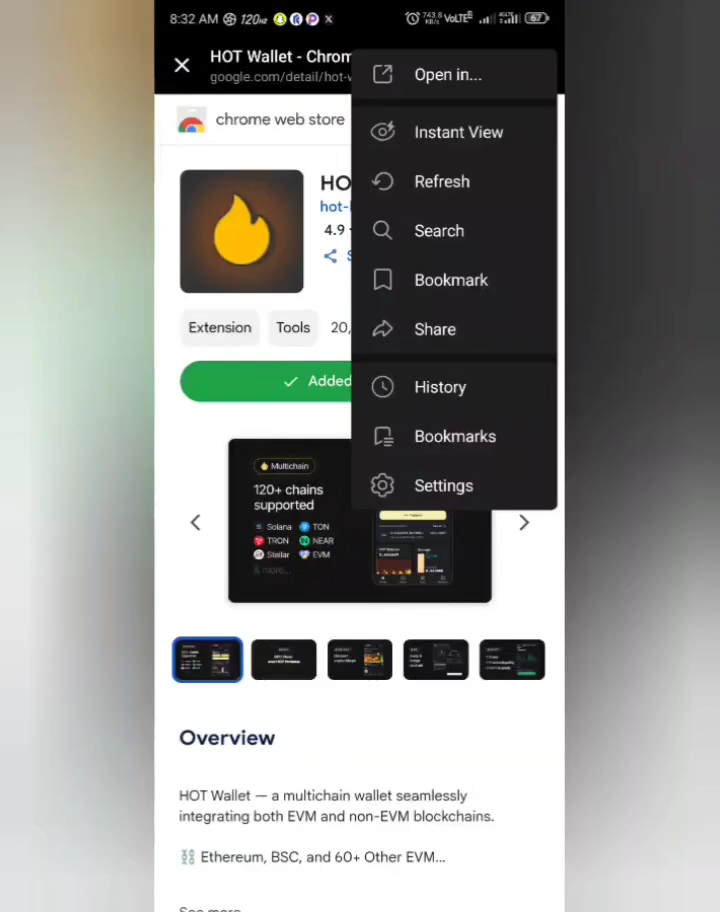 8:32 AM 120HZ X 743.8 KB/s VoLTE 67
HOT Wallet - Chrom
google.com/detail/hot-w
Open in...
Instant View
Refresh
Search
Bookmark
Share
History
Bookmarks
Settings
chrome web store
HO
hot-
4.9
S
Extension Tools 20,
Added
Multichain
120+ chains
supported
Solana TON
TRON NEAR
Stellar EVM
& more...
Overview
HOT Wallet — a multichain wallet seamlessly
integrating both EVM and non-EVM blockchains.
Ethereum, BSC, and 60+ Other EVM...
See more